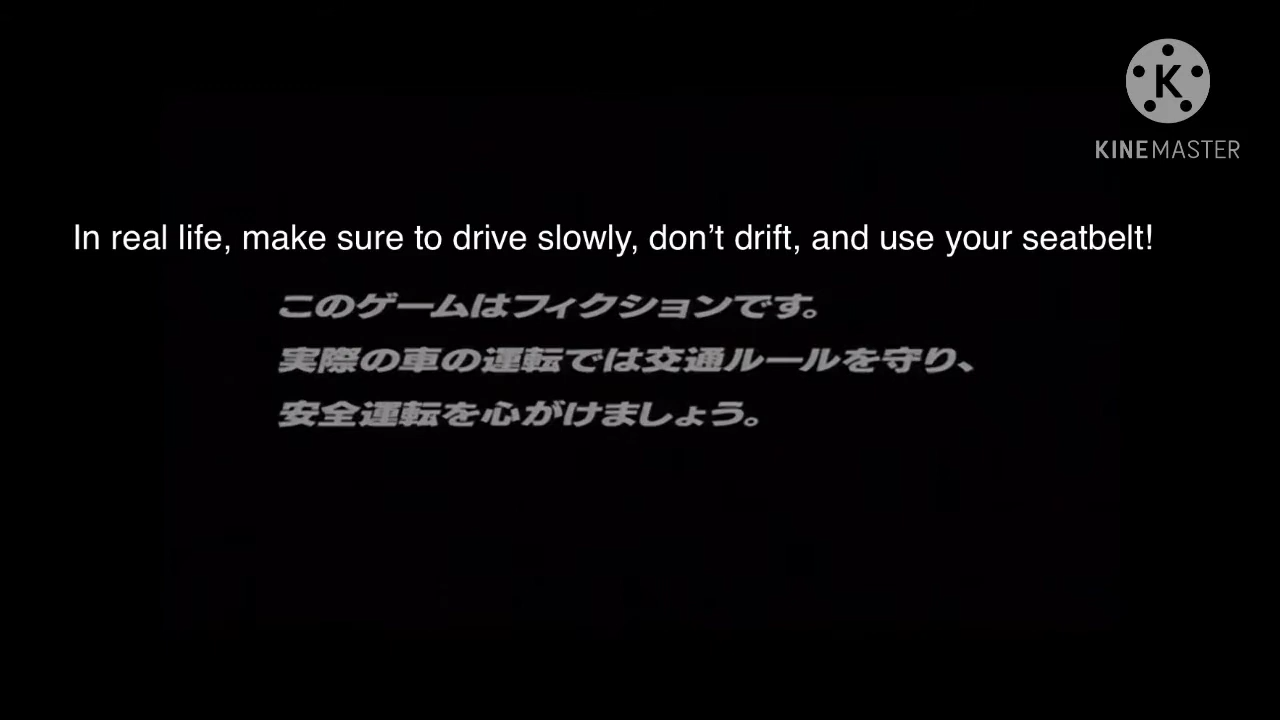 KINEMASTER
In real life, make sure to drive slowly, don’t drift, and use your seatbelt!
このゲームはフィクションです。
実際の車の運転では交通ルールを守り、
安全運転を心がけましょう。